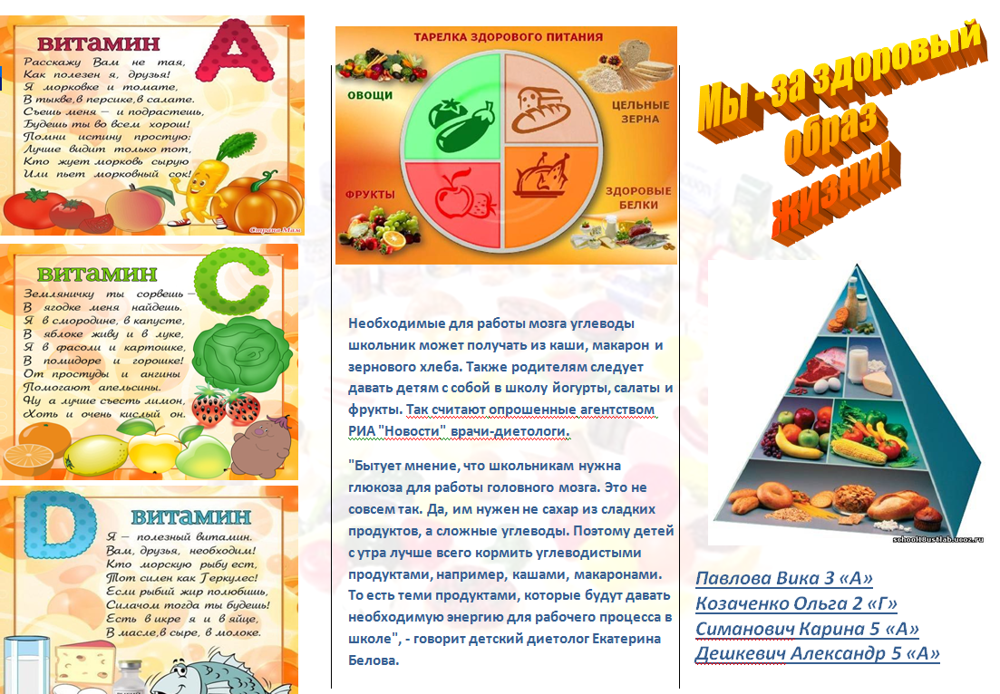 витамин А
Расскажу Вам не тая,
Как полезен я, друзья!
Я морковке и томате,
В тыкве,в персике,в салате.
Съешь меня – и подрастешь,
Будешь ты во всем хорош!
Помни истину простую:
Лучше видит только тот,
Кто жует морковь сырую
Или пьет морковный сок!
Страна Мам
витамин С
Земляничку ты сорвешь –
В ягодке меня найдешь.
Я в смородине, в капусте,
В яблоке живу и в луке,
Я в фасоли и картошке,
В помидоре и горошке!
От простуды и ангины
Помогают апельсины.
Ну а лучше съесть лимон,
Хоть и очень кислый он.
D витамин
Я – полезный витамин.
Вам, друзья, необходим!
Кто морскую рыбу ест,
Тот силен как Геркулес!
Если рыбий жир полюбишь,
Силачом тогда ты будешь!
Есть в икре я и в яйце,
В масле,в сыре, в молоке.
ТАРЕЛКА ЗДОРОВОГО ПИТАНИЯ
ОВОЩИ
ЦЕЛЬНЫЕ
ЗЕРНА
ФРУКТЫ
ЗДОРОВЫЕ
БЕЛКИ
Необходимые для работы мозга углеводы
школьник может получать из каши, макарон и
зернового хлеба. Также родителям следует
давать детям с собой в школу йогурты, салаты и
фрукты. Так считают опрошенные агентством
РИА "Новости" врачи-диетологи.
"Бытует мнение, что школьникам нужна
глюкоза для работы головного мозга. Это не
совсем так. Да, им нужен не сахар из сладких
продуктов, а сложные углеводы. Поэтому детей
с утра лучше всего кормить углеводистыми
продуктами, например, кашами, макаронами.
То есть теми продуктами, которые будут давать
необходимую энергию для рабочего процесса в
школе", - говорит детский диетолог Екатерина
Белова.
Мы - за здоровый
образ
жизни!
school18ustlab.ucoz.ru
Павлова Вика 3 «А»
Козаченко Ольга 2 «Г»
Симанович Карина 5 «А»
Дешкевич Александр 5 «А»